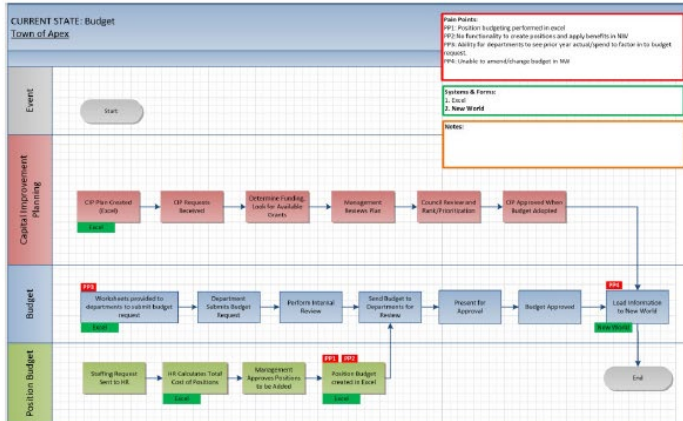 CURRENT STATE: Budget
Town of Apex
Pain Points:
PP1: Position budgeting performed in excel
PP2 No functionality to create positions and apply benefits in NW
PP3: Ability for departments to see prior year actual/spend to factor in to budget
request.
PP4: Unable to amend/change budget in NW
Systems & Forms:
1. Excel
2. New World
Notes:
Event
Start
Capital Improvement
Planning
CIP Plan Created
(Excel)
Excel
CIP Requests
Received
Determine Funding,
Look for Available
Grants
Management
Reviews Plan
Council Review and
Rank/Prioritization
CIP Approved When
Budget Adopted
Budget
PP3
Worksheets provided to
departments to submit budget
request
Excel
Department
Submits Budget
Request
Perform Internal
Review
Send Budget to
Departments for
Review
Present for
Approval
Budget Approved
PP4
Load Information
to New World
New World
Position Budget
Staffing Request
Sent to HR
HR Calculates Total
Cost of Positions
Excel
Management
Approves Positions
to be Added
PP1
PP2
Position Budget
created in Excel
Excel
End